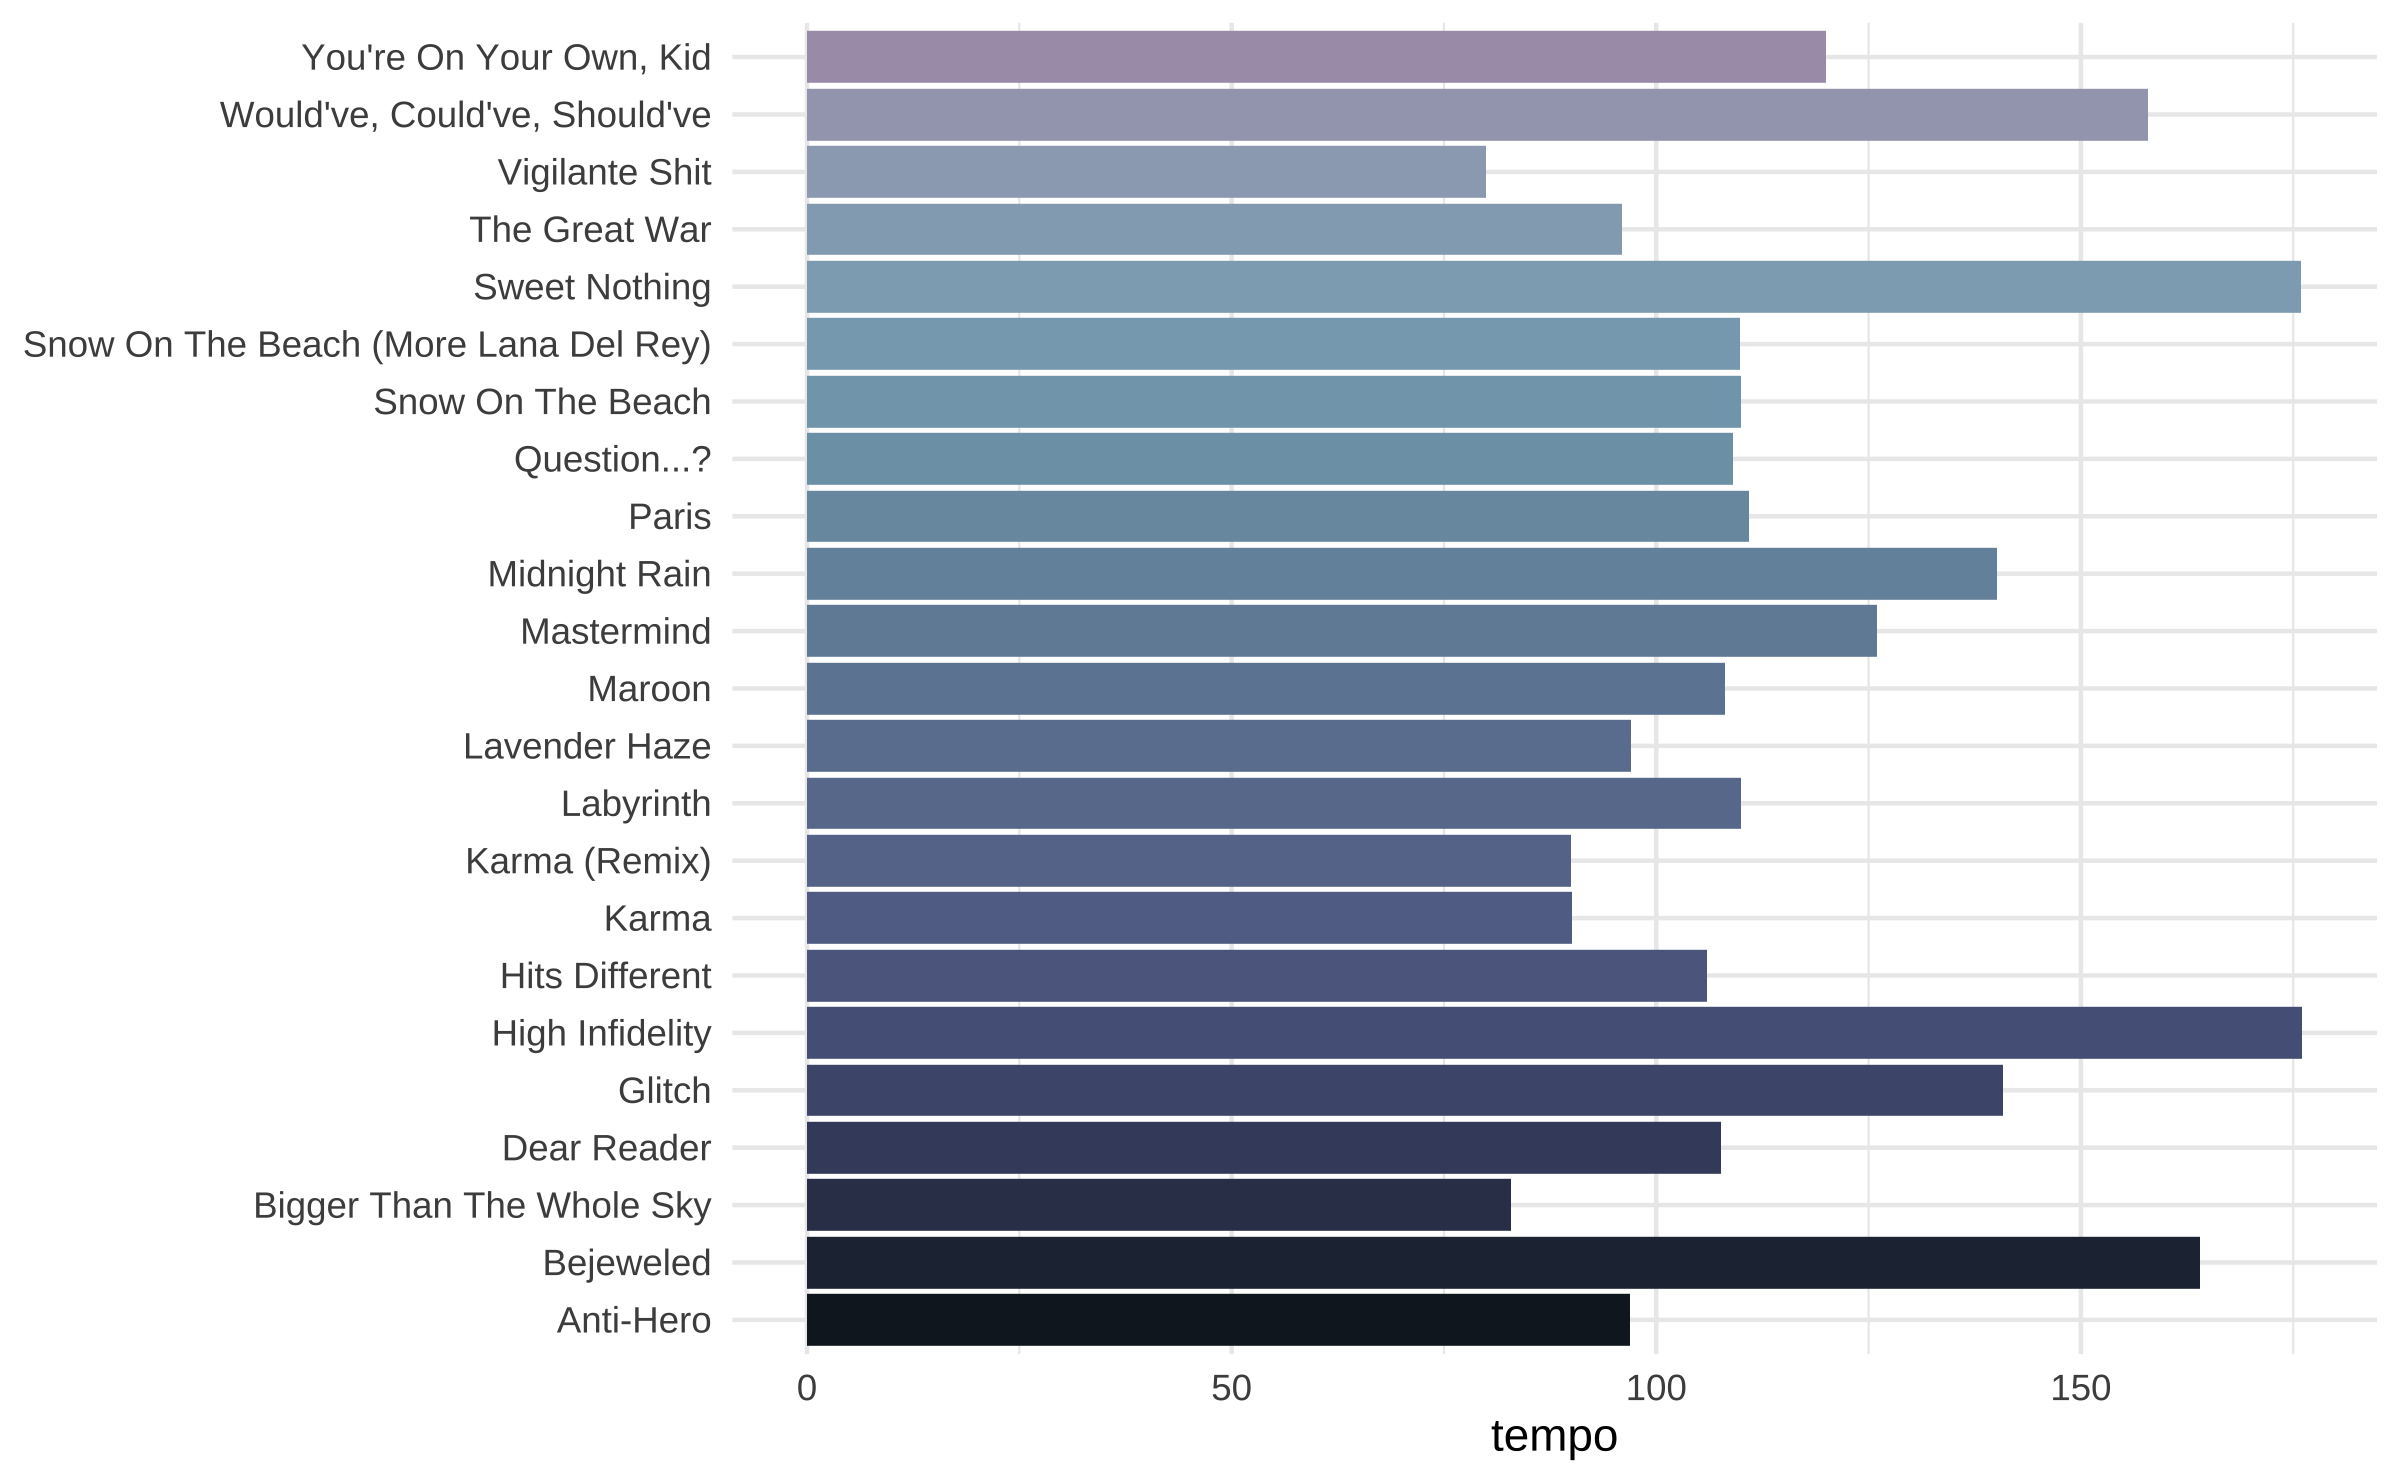 You're On Your Own, Kid
Would've, Could've, Should've
Vigilante Shit
The Great War
Sweet Nothing
Snow On The Beach (More Lana Del Rey)
Snow On The Beach
Question...?
Paris
Midnight Rain
Mastermind
Maroon
Lavender Haze
Labyrinth
Karma (Remix)
Karma
Hits Different
High Infidelity
Glitch
Dear Reader
Bigger Than The Whole Sky
Bejeweled
Anti-Hero
0 50 100 150
tempo